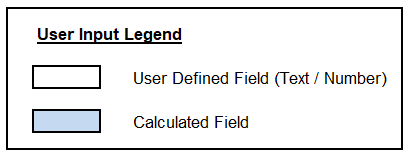 User Input Legend
User Defined Field (Text / Number)
Calculated Field